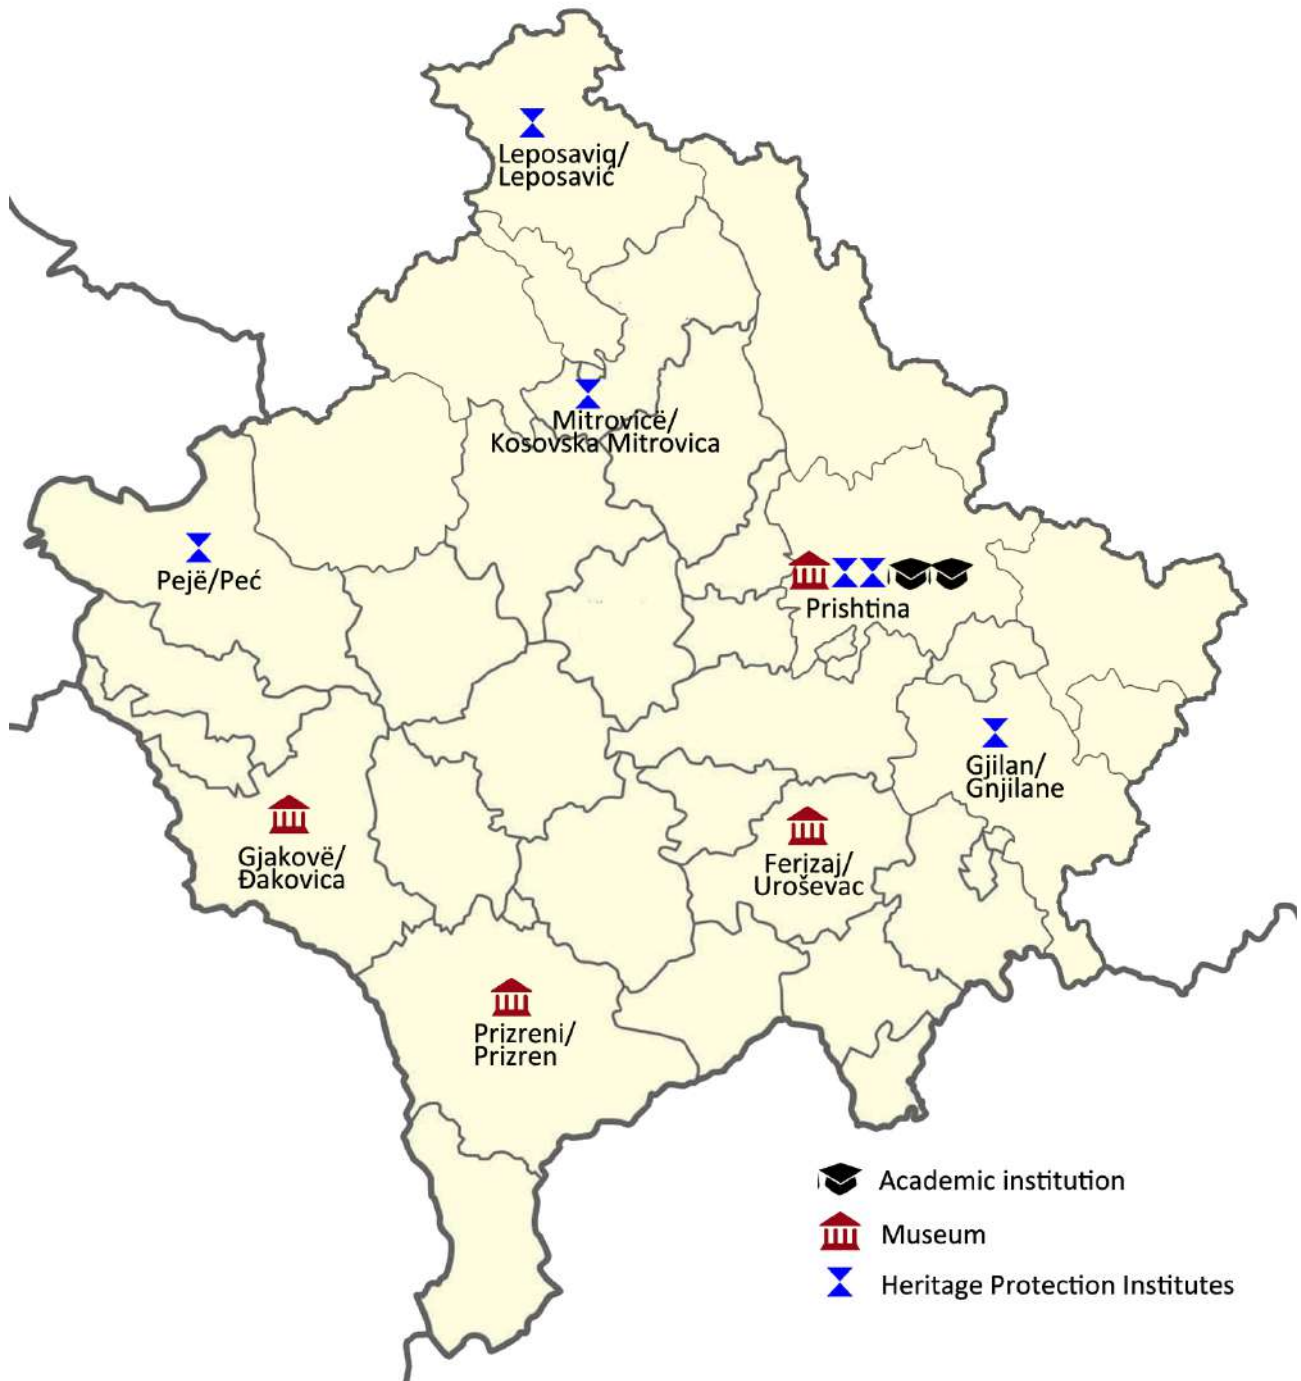 Leposaviq/
Leposavić
Mitrovicë/
Kosovska Mitrovica
Pejë/Peć
Prishtina
Gjilan/
Gnjilane
Gjakovë/
Đakovica
Ferizaj/
Uroševac
Prizreni/
Prizren
Academic institution
Museum
Heritage Protection Institutes